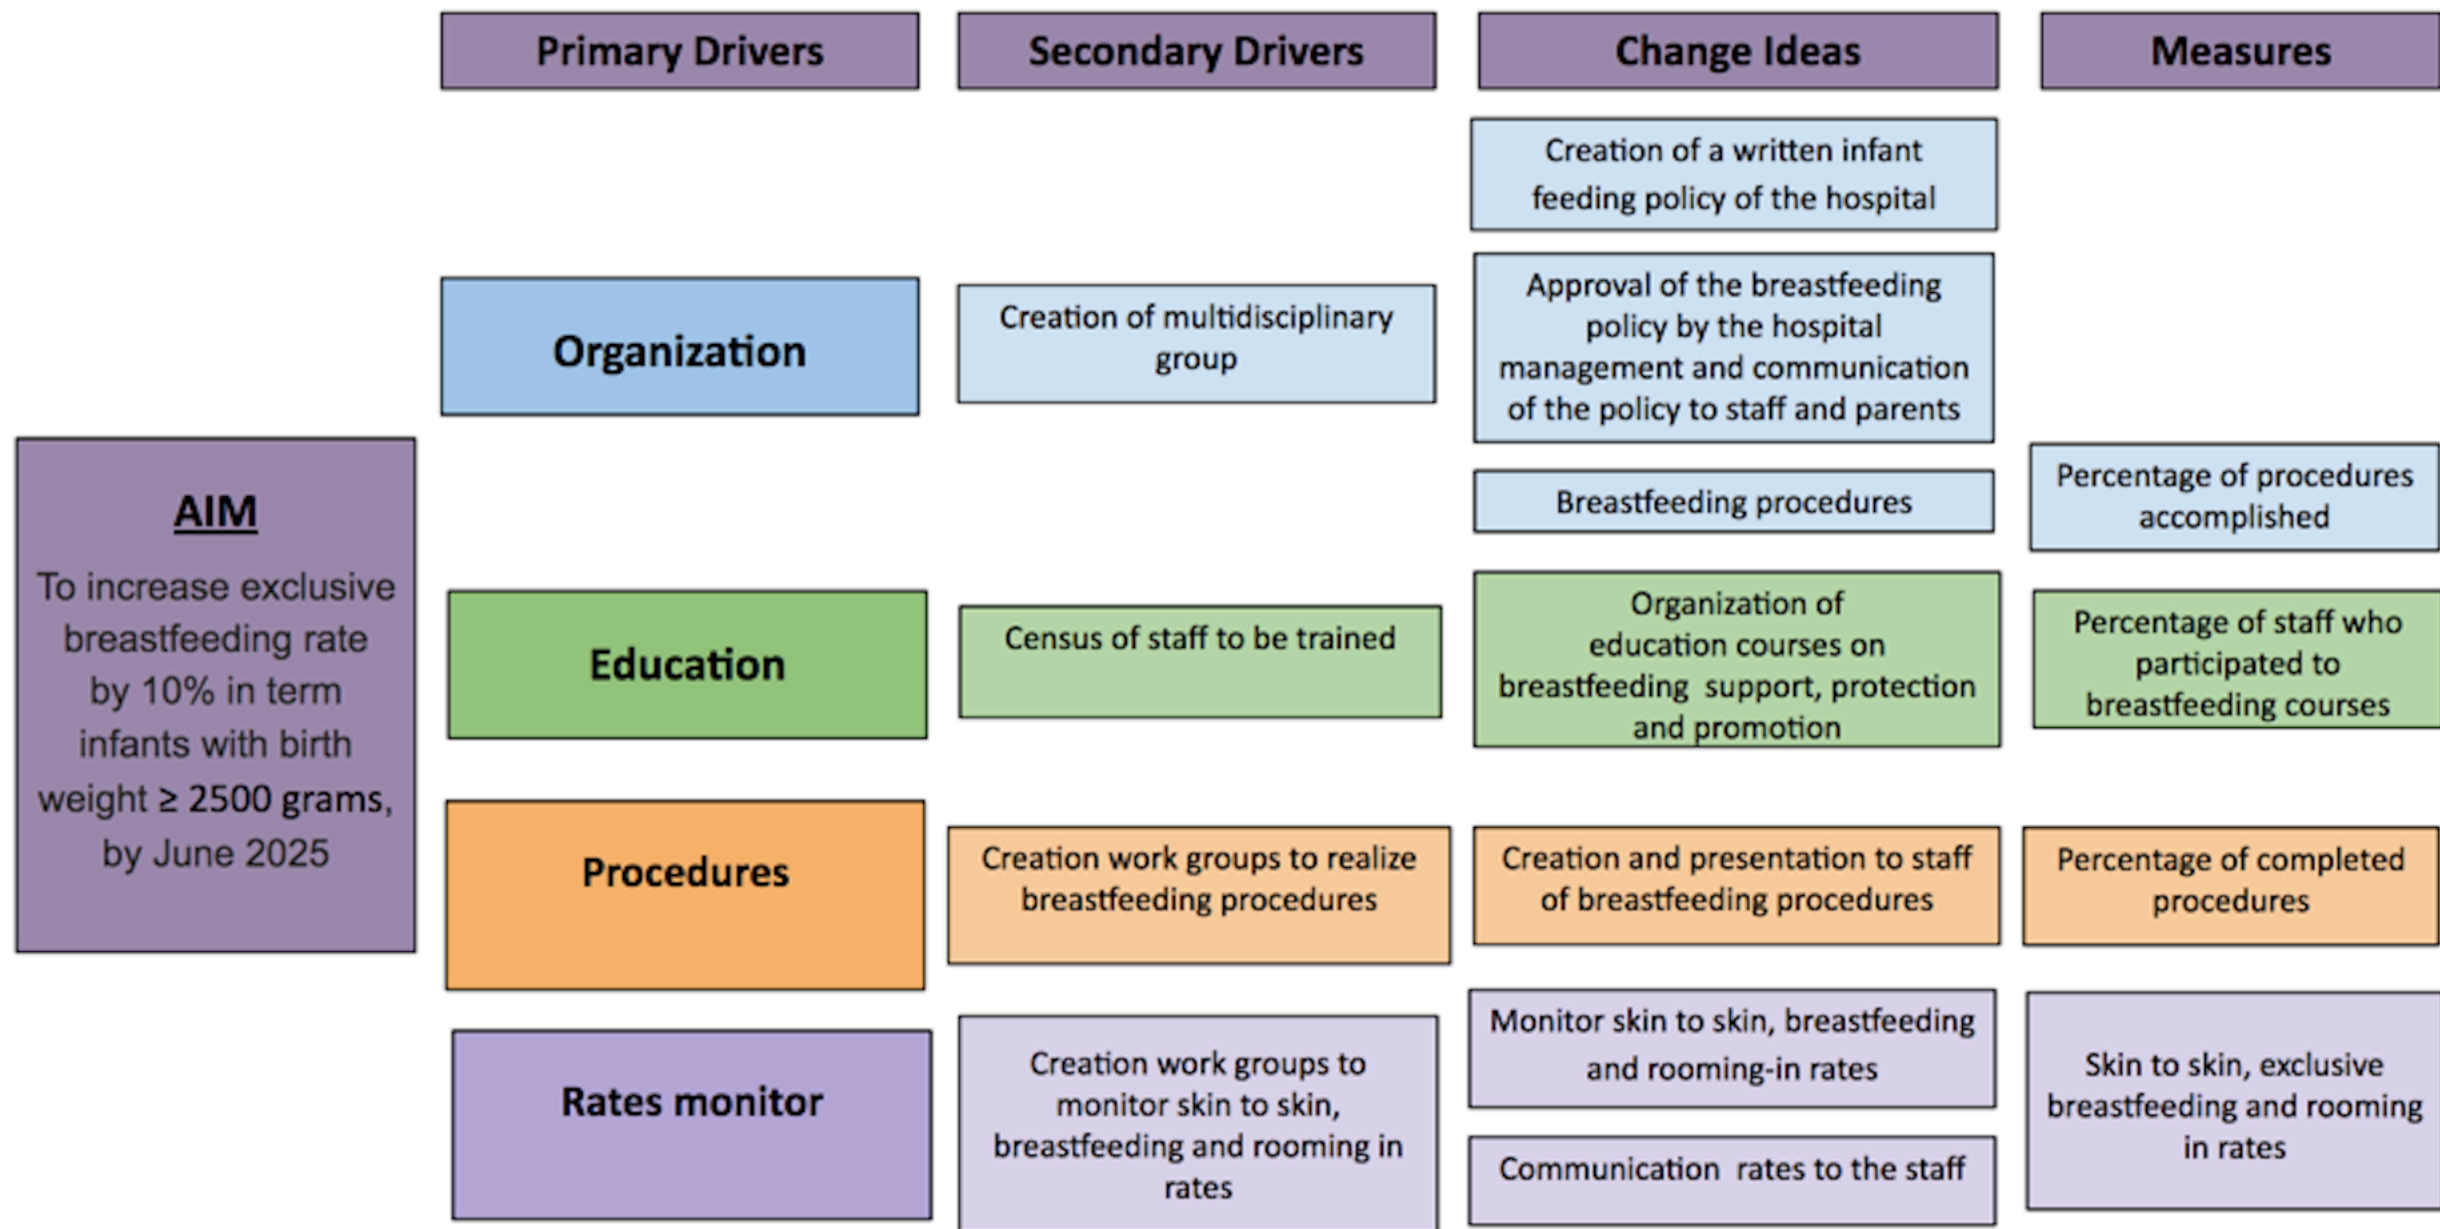 Primary Drivers
Secondary Drivers
Change Ideas
Measures
AIM
To increase exclusive
breastfeeding rate
by 10% in term
infants with birth
weight ≥ 2500 grams,
by June 2025
Organization
Creation of multidisciplinary
group
Creation of a written infant
feeding policy of the hospital
Approval of the breastfeeding
policy by the hospital
management and communication
of the policy to staff and parents
Breastfeeding procedures
Percentage of procedures
accomplished
Education
Census of staff to be trained
Organization of
education courses on
breastfeeding support, protection
and promotion
Percentage of staff who
participated to
breastfeeding courses
Procedures
Creation work groups to realize
breastfeeding procedures
Creation and presentation to staff
of breastfeeding procedures
Percentage of completed
procedures
Rates monitor
Creation work groups to
monitor skin to skin,
breastfeeding and rooming in
rates
Monitor skin to skin, breastfeeding
and rooming-in rates
Communication rates to the staff
Skin to skin, exclusive
breastfeeding and rooming
in rates